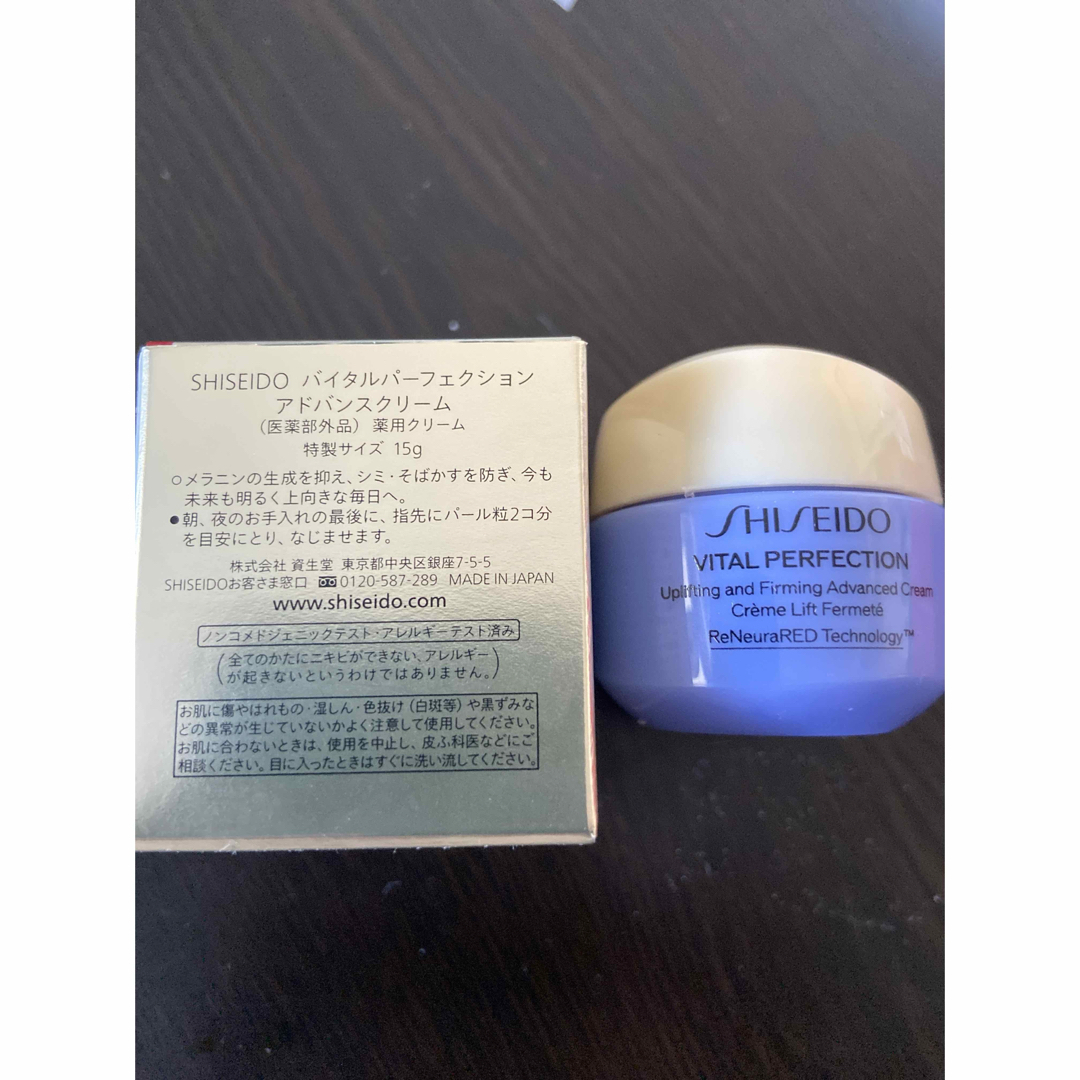 SHISEIDO バイタルパーフェクション
アドバンスクリーム
（医薬部外品） 薬用クリーム
特製サイズ 15g
○メラニンの生成を抑え、シミ・そばかすを防ぎ、今も
未来も明るく上向きな毎日へ。
●朝、夜のお手入れの最後に、指先にパール粒2コ分
を目安にとり、なじませます。
株式会社 資生堂 東京都中央区銀座7-5-5
SHISEIDOお客さま窓口 0120-587-289 MADE IN JAPAN
www.shiseido.com
ノンコメドジェニックテスト・アレルギーテスト済み
（全てのかたにニキビができない、アレルギー
が起きないというわけではありません。）
お肌に傷やはれもの・湿しん・色抜け（白斑等）や黒ずみな
どの異常が生じていないかよく注意して使用してください。
お肌に合わないときは、使用を中止し、皮ふ科医などにご
相談ください。目に入ったときはすぐに洗い流してください。
SHISEIDO
VITAL PERFECTION
Uplifting and Firming Advanced Cream
Crème Lift Fermeté
ReNeuraRED Technology™